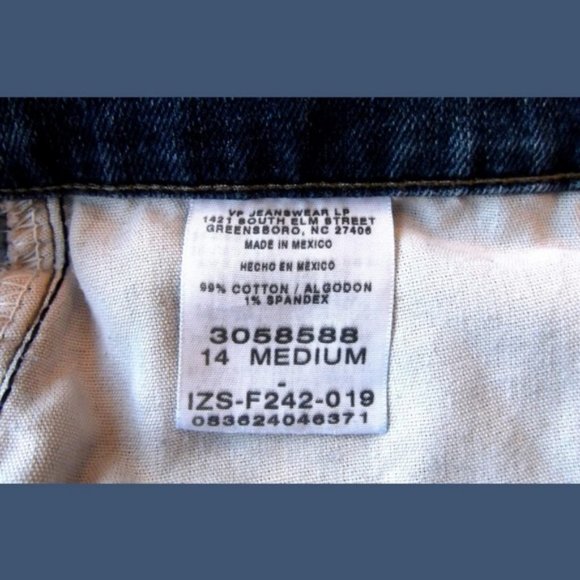 VF JEANSWEAR LP
1421 SOUTH ELM STREET
GREENSBORO, NC 27406
MADE IN MEXICO
HECHO EN MEXICO
99% COTTON / ALGODON
1% SPANDEX
3058588
14 MEDIUM
-
IZS-F242-019
083624046371